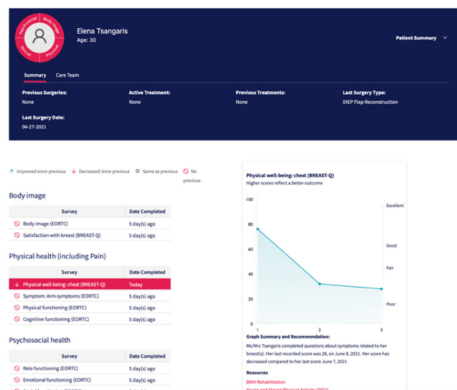 Elena Tsangaris
Age: 30
Patient Summary
Summary Care Team
Previous Surgeries: Active Treatment: Previous Treatments: Last Surgery Type:
None None None DIEP Flap Reconstruction
Last Surgery Date:
04-27-2021
Improved since previous Decreased since previous Same as previous No
previous
Body image
Survey Date Completed
Body image (EORTC) 5 day(s) ago
Satisfaction with breast (BREAST-Q) 5 day(s) ago
Physical health (including Pain)
Survey Date Completed
Physical well-being: chest (BREAST-Q) Today
Symptom: Arm symptoms (EORTC) 5 day(s) ago
Physical functioning (EORTC) 5 day(s) ago
Cognitive functioning (EORTC) 5 day(s) ago
Psychosocial health
Survey Date Completed
Role functioning (EORTC) 5 day(s) ago
Emotional functioning (EORTC) 5 day(s) ago
Physical well-being: chest (BREAST-Q)
Higher scores reflect a better outcome
100
Excellent
80
60
Good
40
Fair
20
Poor
0
1 2 3
Graph Summary and Recommendation:
Ms/Mrs Tsangaris completed questions about symptoms related to her
breast(s). Her last recorded score was 28, on June 8, 2021. Her score has
decreased compared to her last score June 7, 2021
Resources
BWH Rehabilitation